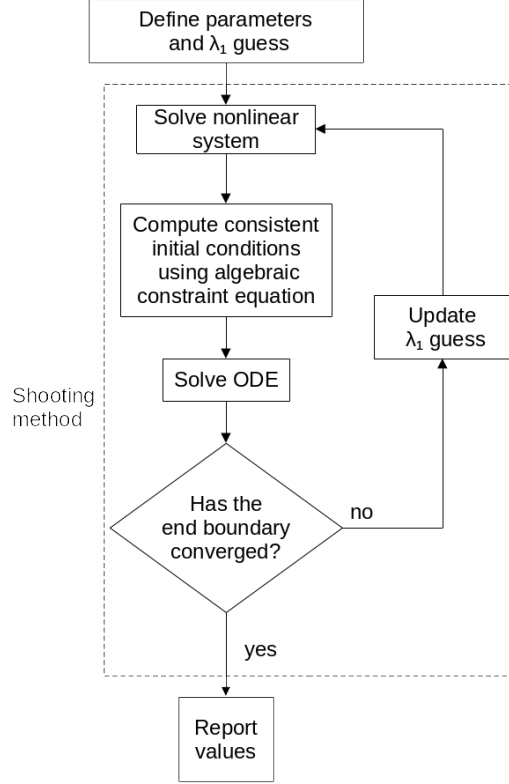 Define parameters
and λ₁ guess
Solve nonlinear
system
Compute consistent
initial conditions
using algebraic
constraint equation
Update
λ₁ guess
Solve ODE
Shooting
method
Has the
end boundary
converged?
no
yes
Report
values